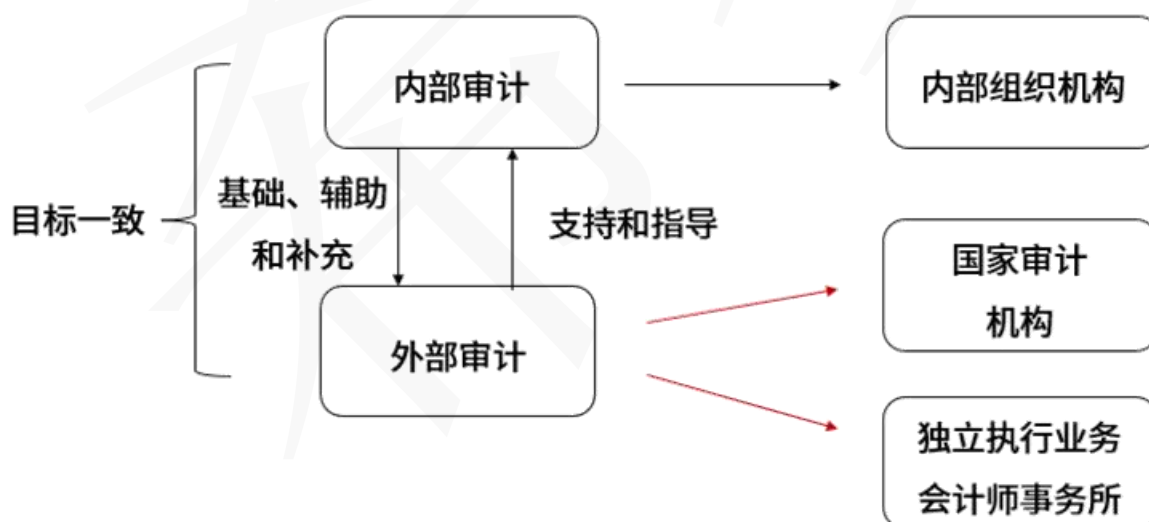 内部审计
内部组织机构
目标一致
基础、辅助
和补充
支持和指导
国家审计
机构
外部审计
独立执行业务
会计师事务所